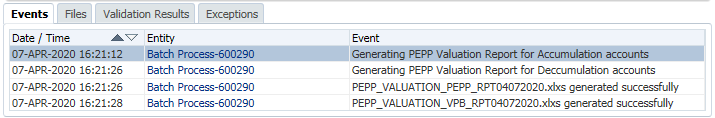 Events Files Validation Results Exceptions
Date / Time Entity Event
07-APR-2020 16:21:12 Batch Process-600290 Generating PEPP Valuation Report for Accumulation accounts
07-APR-2020 16:21:26 Batch Process-600290 Generating PEPP Valuation Report for Deccumulation accounts
07-APR-2020 16:21:26 Batch Process-600290 PEPP_VALUATION_PEPP_RPT04072020.xlxs generated successfully
07-APR-2020 16:21:28 Batch Process-600290 PEPP_VALUATION_VPB_RPT04072020.xlxs generated successfully